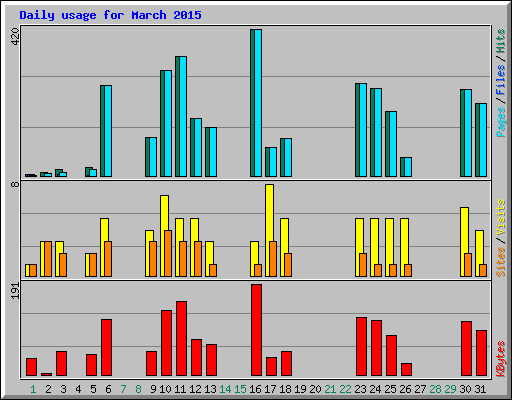 Daily usage for March 2015
420
Pages / Files / Hits
8
Sites / Visits
191
KBytes
1 2 3 4 5 6 7 8 9 10 11 12 13 14 15 16 17 18 19 20 21 22 23 24 25 26 27 28 29 30 31